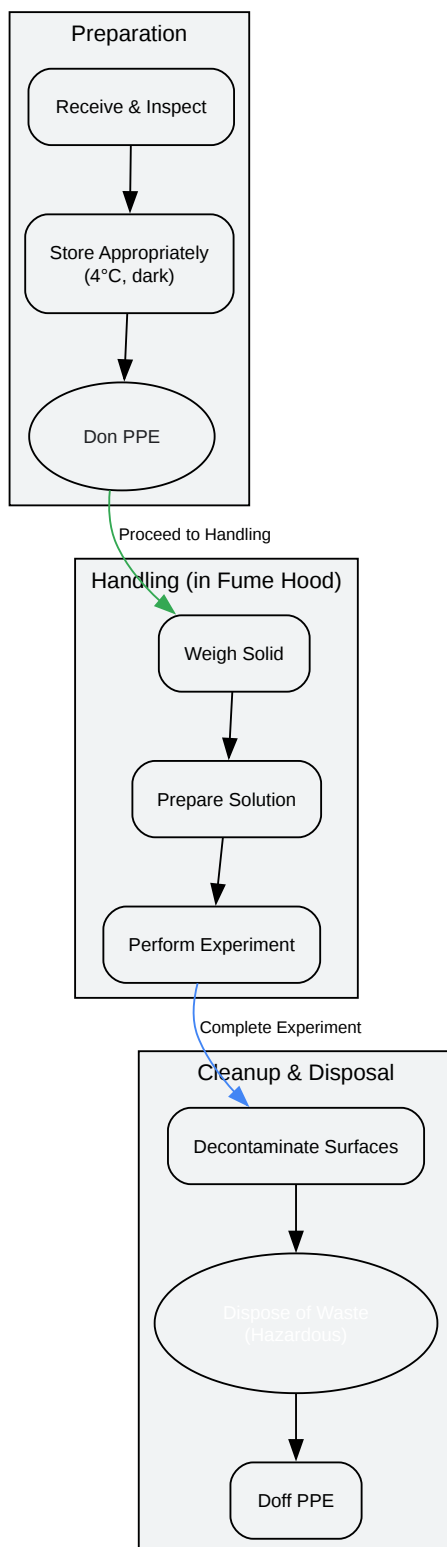 Preparation
Receive & Inspect
Store Appropriately
(4°C, dark)
Don PPE
Proceed to Handling
Handling (in Fume Hood)
Weigh Solid
Prepare Solution
Perform Experiment
Complete Experiment
Cleanup & Disposal
Decontaminate Surfaces
Dispose of Waste
(Hazardous)
Doff PPE